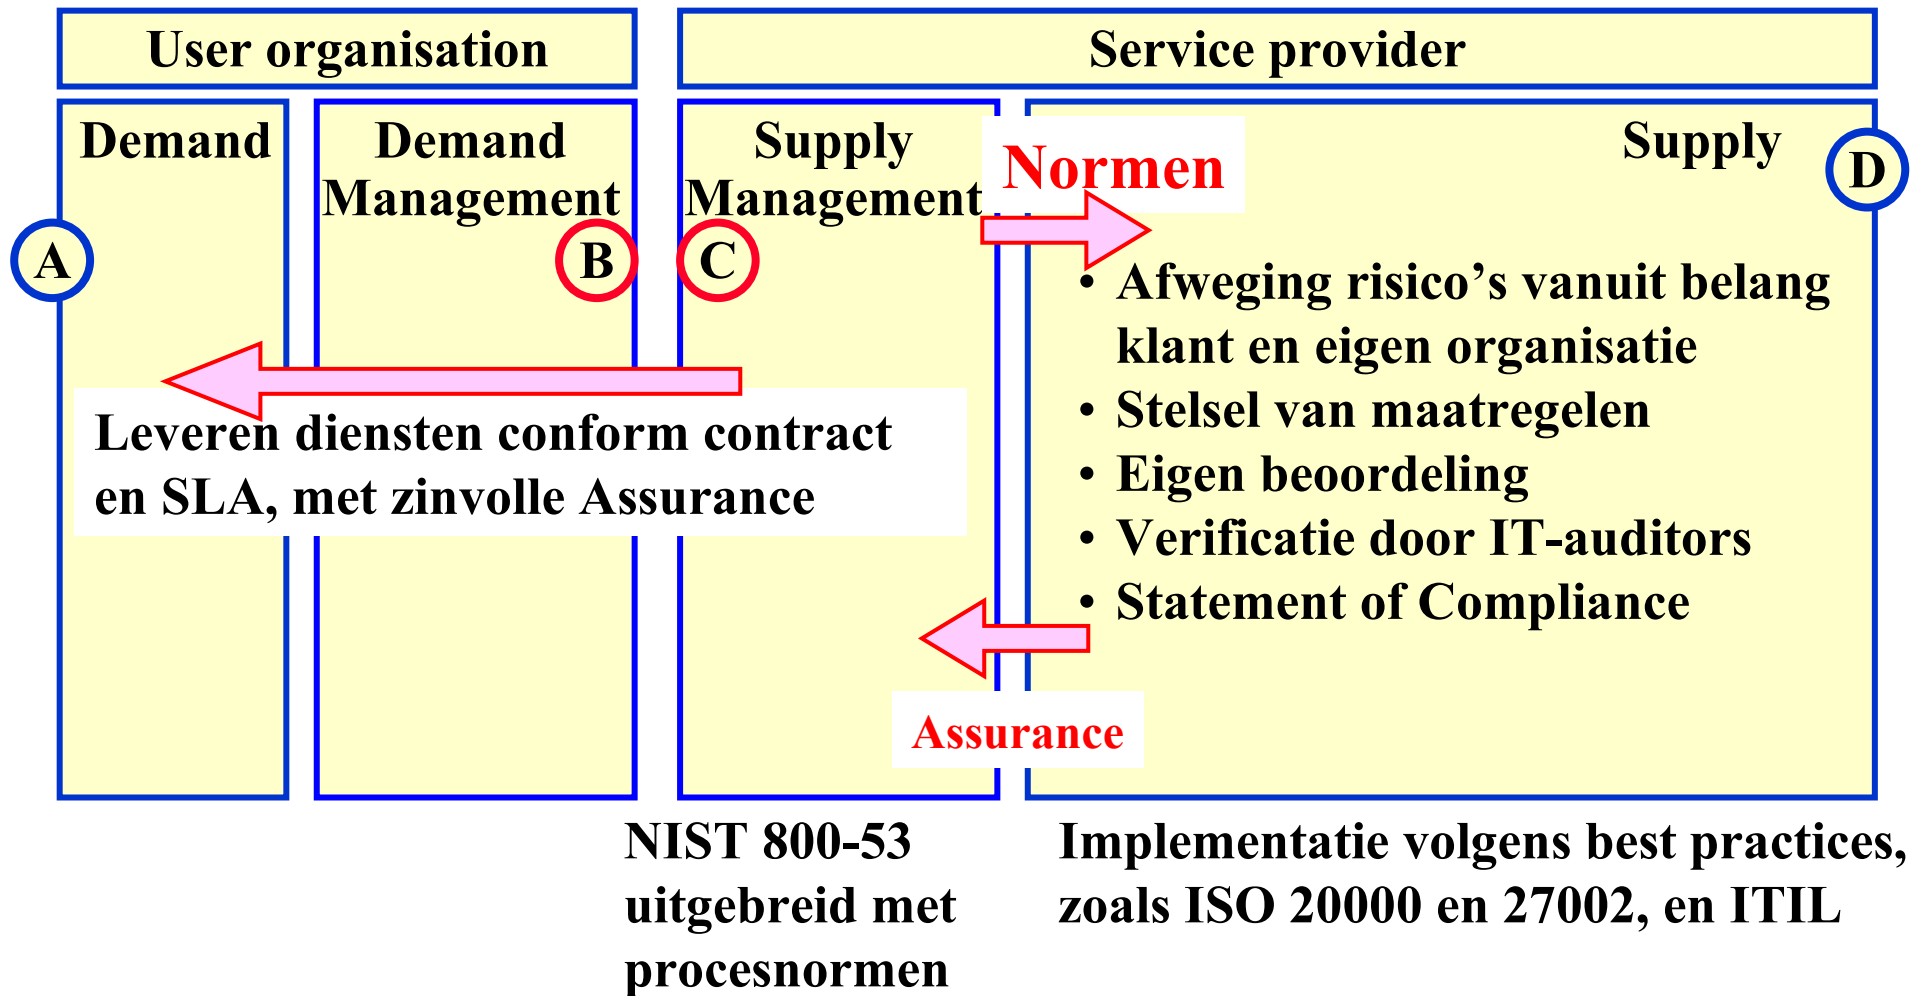 User organisation
Service provider
Demand
Demand
Management
Supply
Management
Normen
Supply
A
B
C
D
• Afweging risico’s vanuit belang
klant en eigen organisatie
• Stelsel van maatregelen
• Eigen beoordeling
• Verificatie door IT-auditors
• Statement of Compliance
Leveren diensten conform contract
en SLA, met zinvolle Assurance
Assurance
NIST 800-53
uitgebreid met
procesnormen
Implementatie volgens best practices,
zoals ISO 20000 en 27002, en ITIL